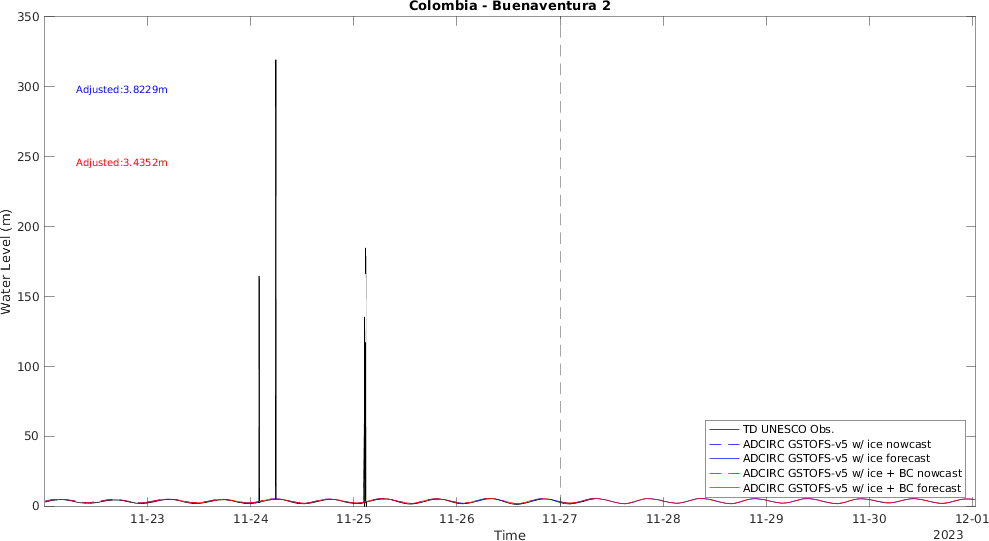 Colombia - Buenaventura 2
350
300
250
200
150
100
50
0
Water Level (m)
Adjusted:3.8229m
Adjusted:3.4352m
TD UNESCO Obs.
ADCIRC GSTOFS-v5 w/ ice nowcast
ADCIRC GSTOFS-v5 w/ ice forecast
ADCIRC GSTOFS-v5 w/ ice + BC nowcast
ADCIRC GSTOFS-v5 w/ ice + BC forecast
11-23 11-24 11-25 11-26 11-27 11-28 11-29 11-30 12-01
Time
2023